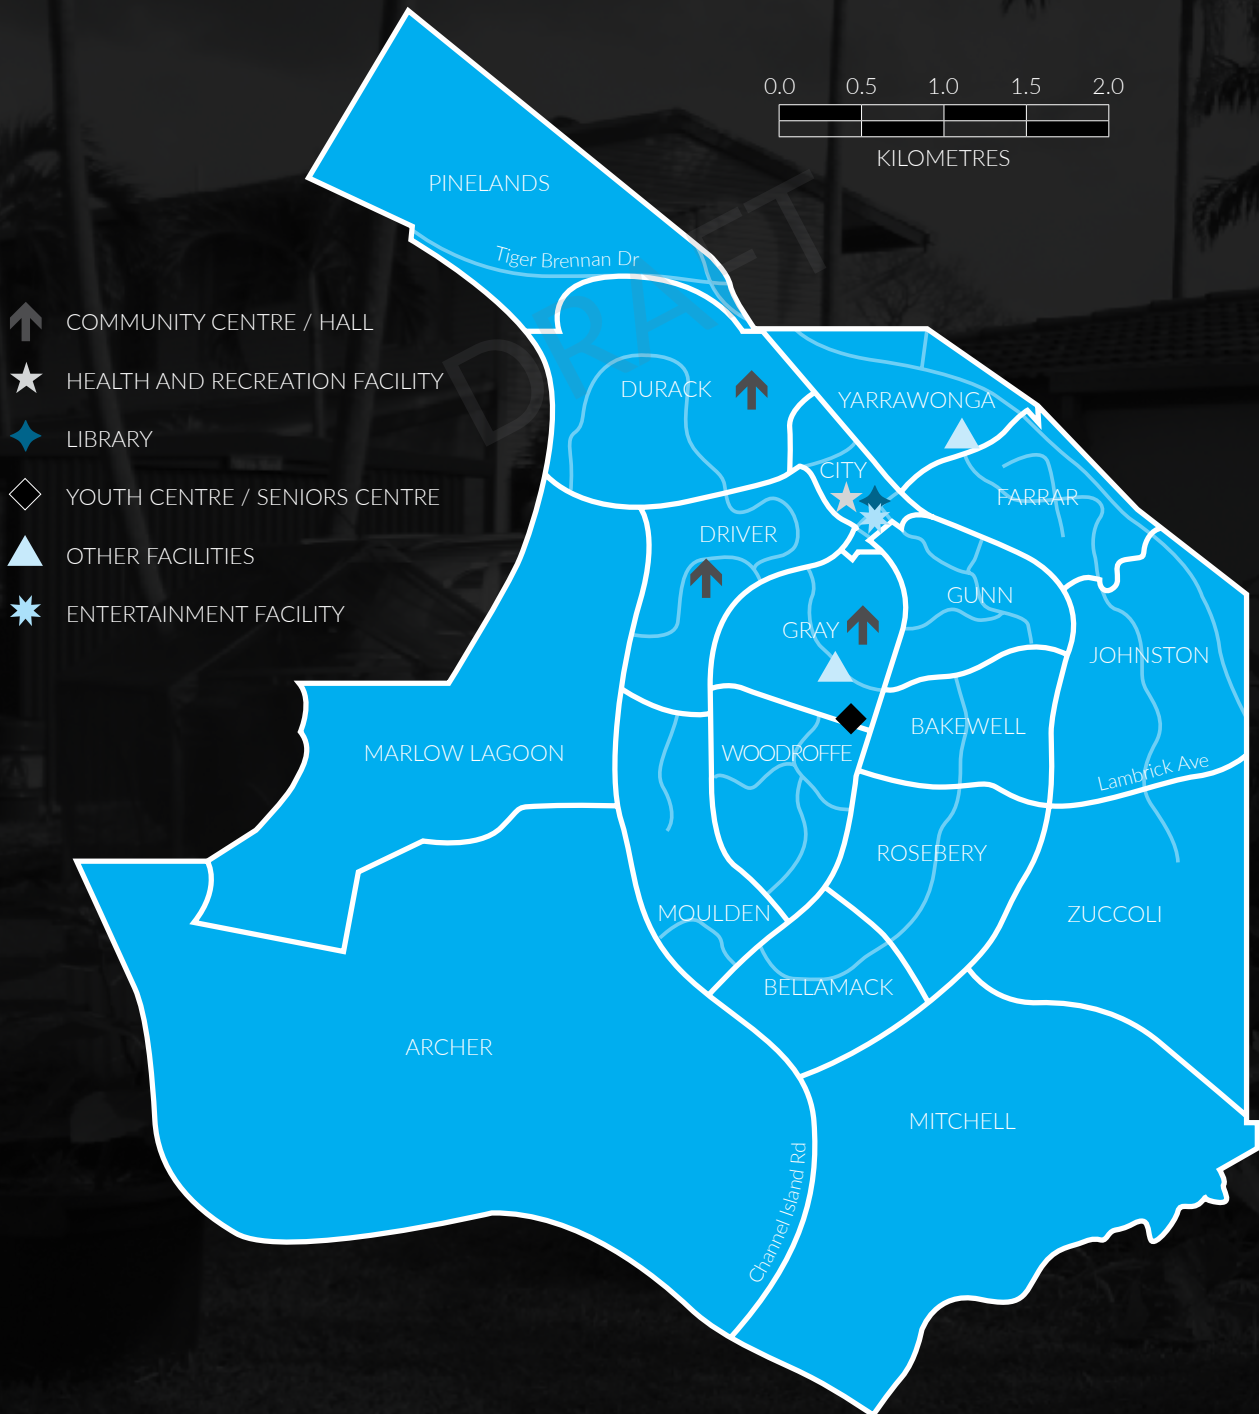 0.0 0.5 1.0 1.5 2.0
KILOMETRES
PINELANDS
Tiger Brennan Dr
DRAFT
COMMUNITY CENTRE / HALL
HEALTH AND RECREATION FACILITY
LIBRARY
YOUTH CENTRE / SENIORS CENTRE
OTHER FACILITIES
ENTERTAINMENT FACILITY
DURACK
YARRAWONGA
CITY
FARRAR
DRIVER
GUNN
GRAY
JOHNSTON
BAKEWELL
MARLOW LAGOON
WOODROFFE
Lambrick Ave
ROSEBERY
MOULDEN
ZUCCOLI
BELLAMACK
ARCHER
MITCHELL
Channel Island Rd